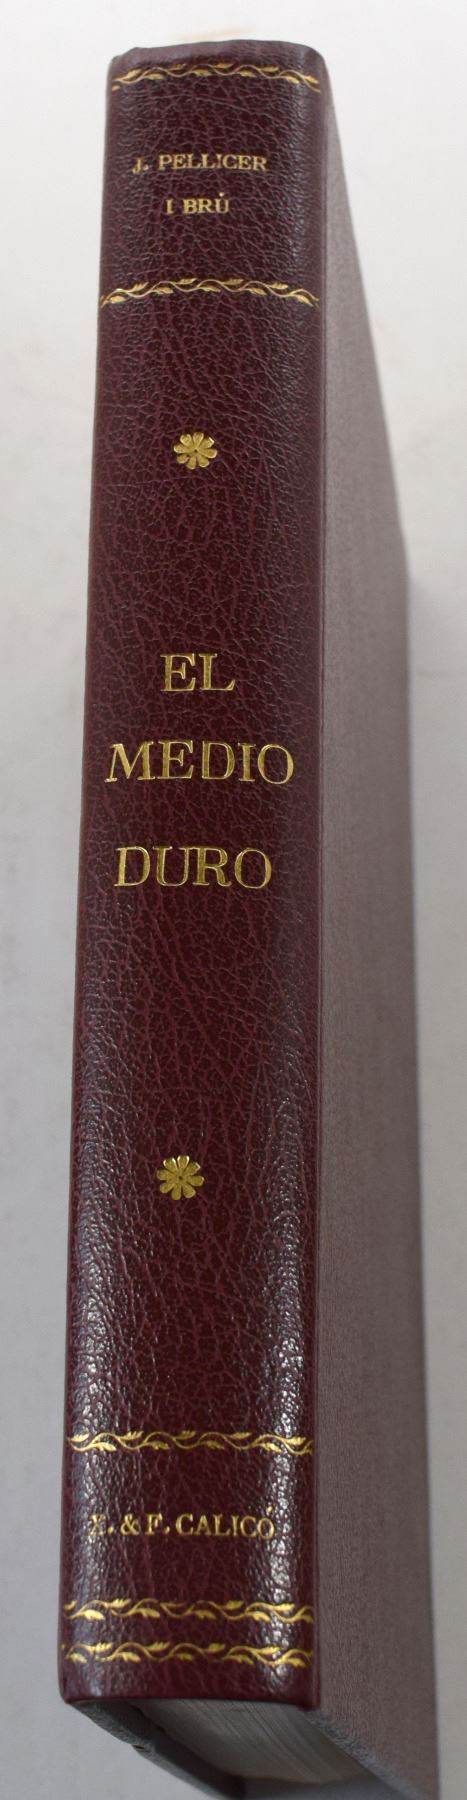 J. PELLICER
I BRÚ
EL
MEDIO
DURO
X. & F. CALICÓ